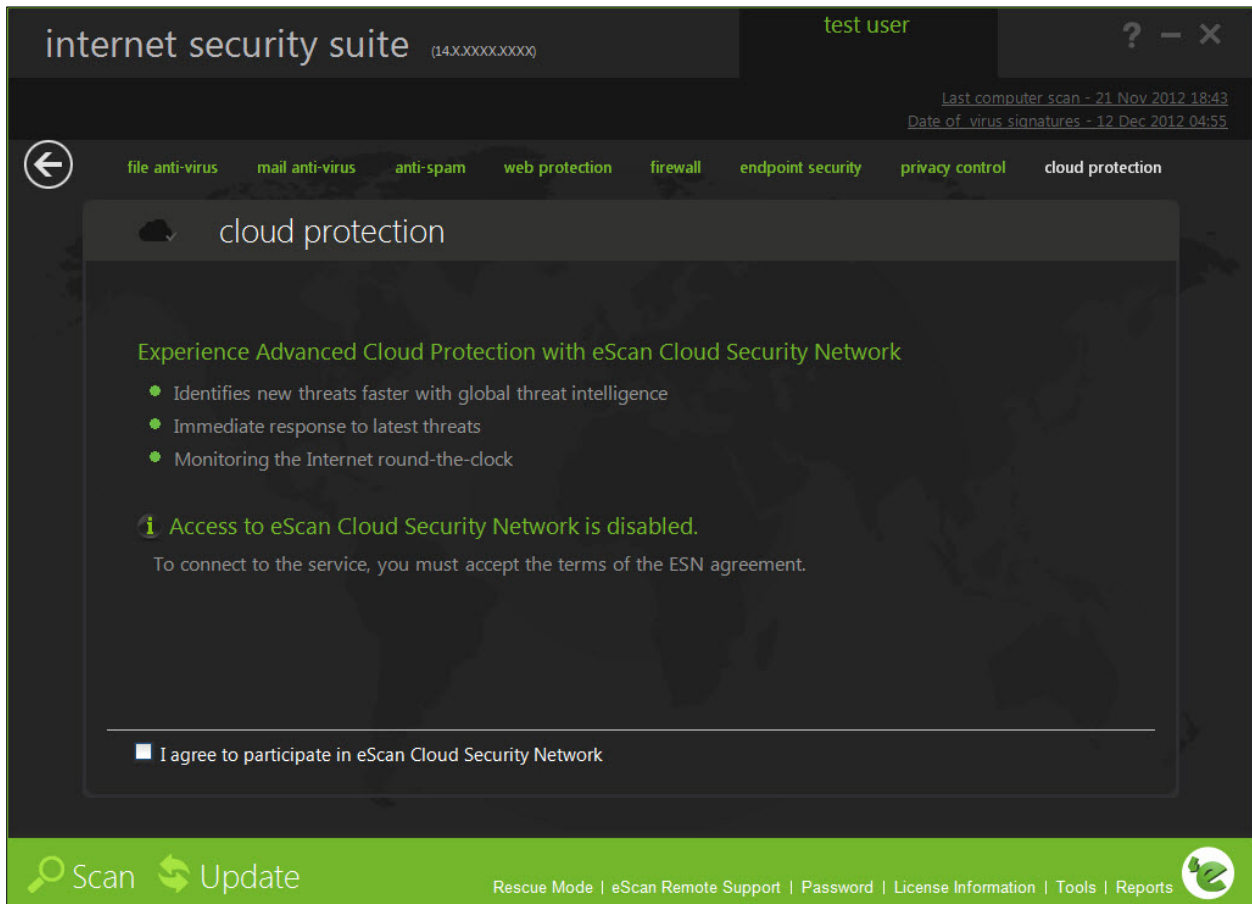 internet security suite (14.X.XXXX.XXXX)
test user
? – ×
Last computer scan - 21 Nov 2012 18:43
Date of virus signatures - 12 Dec 2012 04:55
file anti-virus mail anti-virus anti-spam web protection firewall endpoint security privacy control cloud protection
cloud protection
Experience Advanced Cloud Protection with eScan Cloud Security Network
Identifies new threats faster with global threat intelligence
Immediate response to latest threats
Monitoring the Internet round-the-clock
i Access to eScan Cloud Security Network is disabled.
To connect to the service, you must accept the terms of the ESN agreement.
I agree to participate in eScan Cloud Security Network
Scan Update
Rescue Mode | eScan Remote Support | Password | License Information | Tools | Reports
e